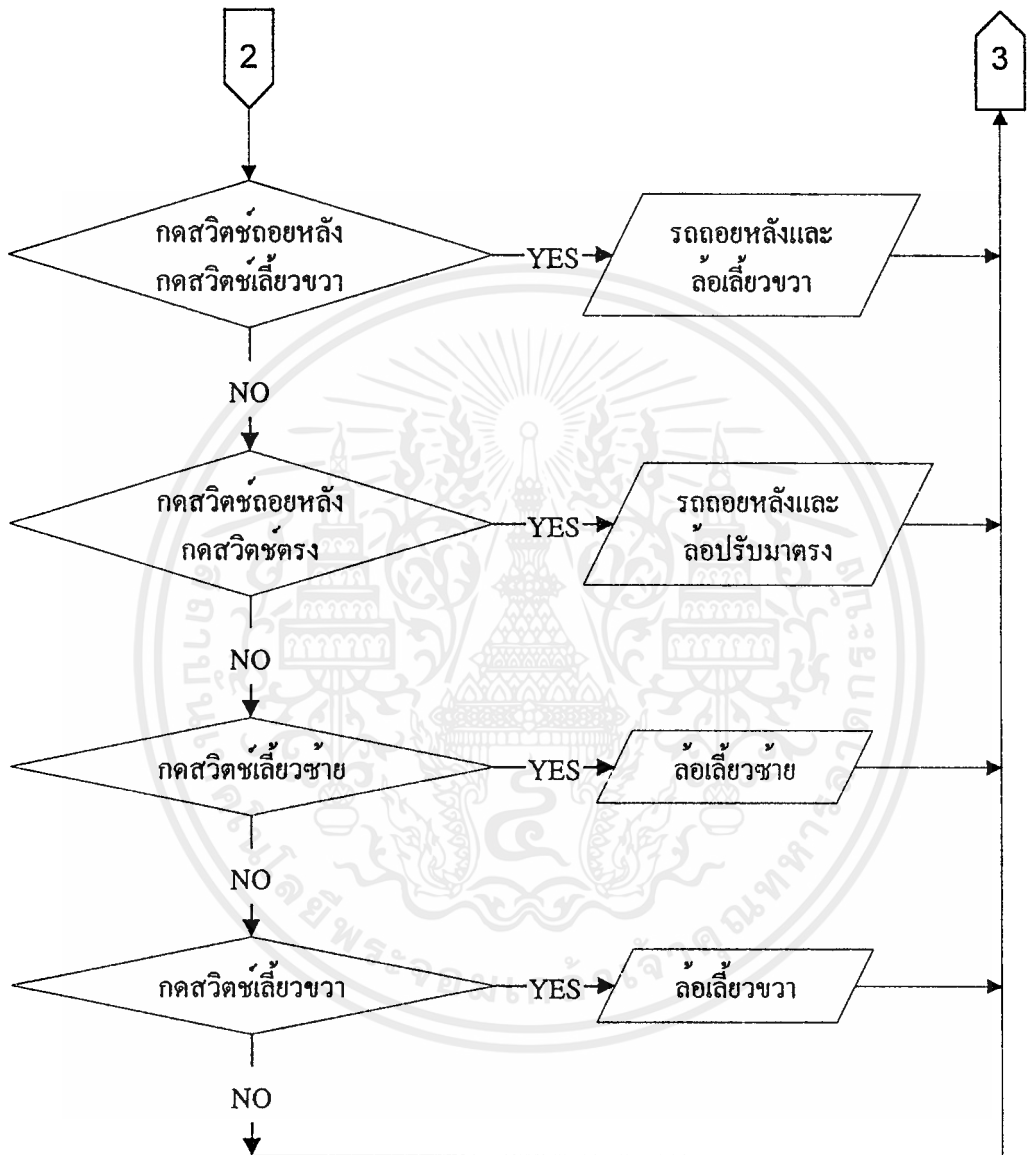 2
3
กดสวิตช์ถอยหลัง
กดสวิตช์เลี้ยวขวา
YES
รถถอยหลังและ
ล้อเลี้ยวขวา
NO
กดสวิตช์ถอยหลัง
กดสวิตช์ตรง
YES
รถถอยหลังและ
ล้อปรับมาตรง
NO
กดสวิตช์เลี้ยวซ้าย
YES
ล้อเลี้ยวซ้าย
NO
กดสวิตช์เลี้ยวขวา
YES
ล้อเลี้ยวขวา
NO